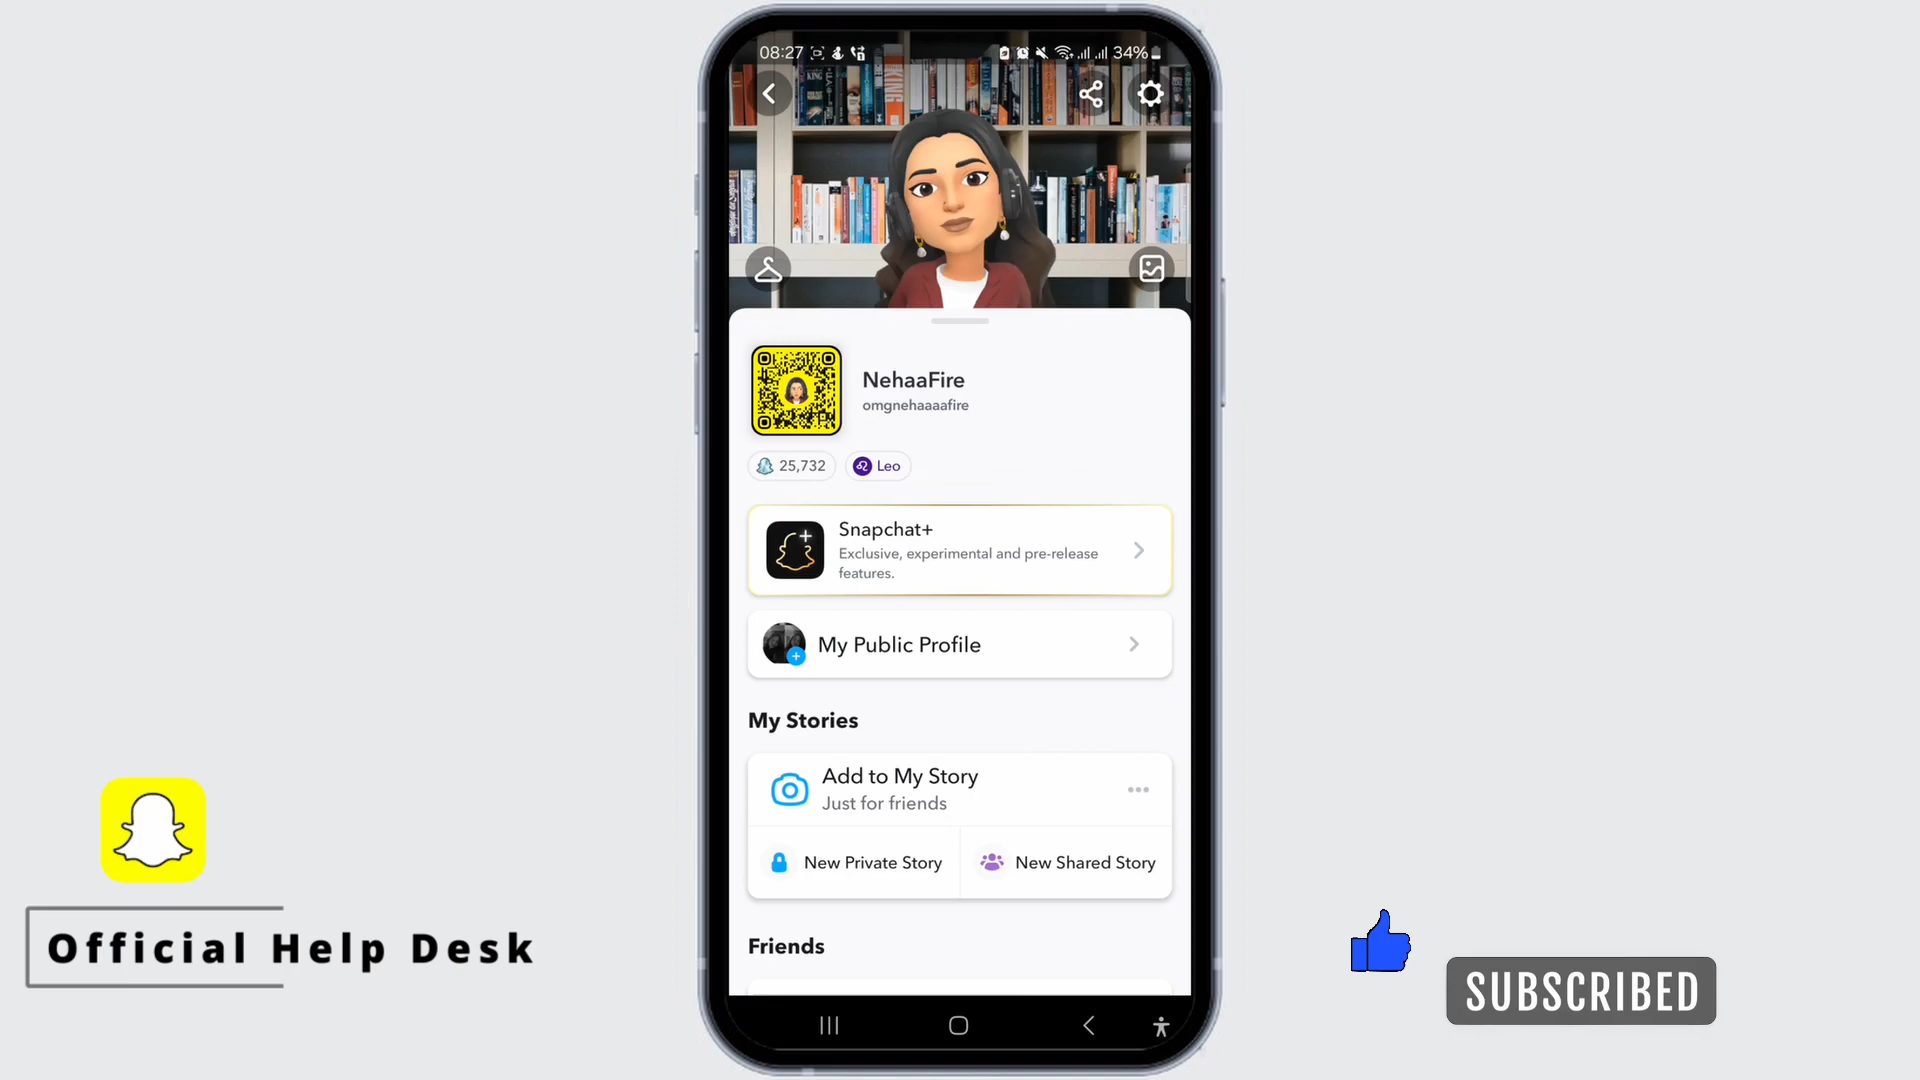 08:27
34%
KING
NehaaFire
omgnehaaaafire
25,732
Leo
Snapchat+
Exclusive, experimental and pre-release
features.
My Public Profile
My Stories
Add to My Story
Just for friends
New Private Story
New Shared Story
Friends
Official Help Desk
SUBSCRIBED